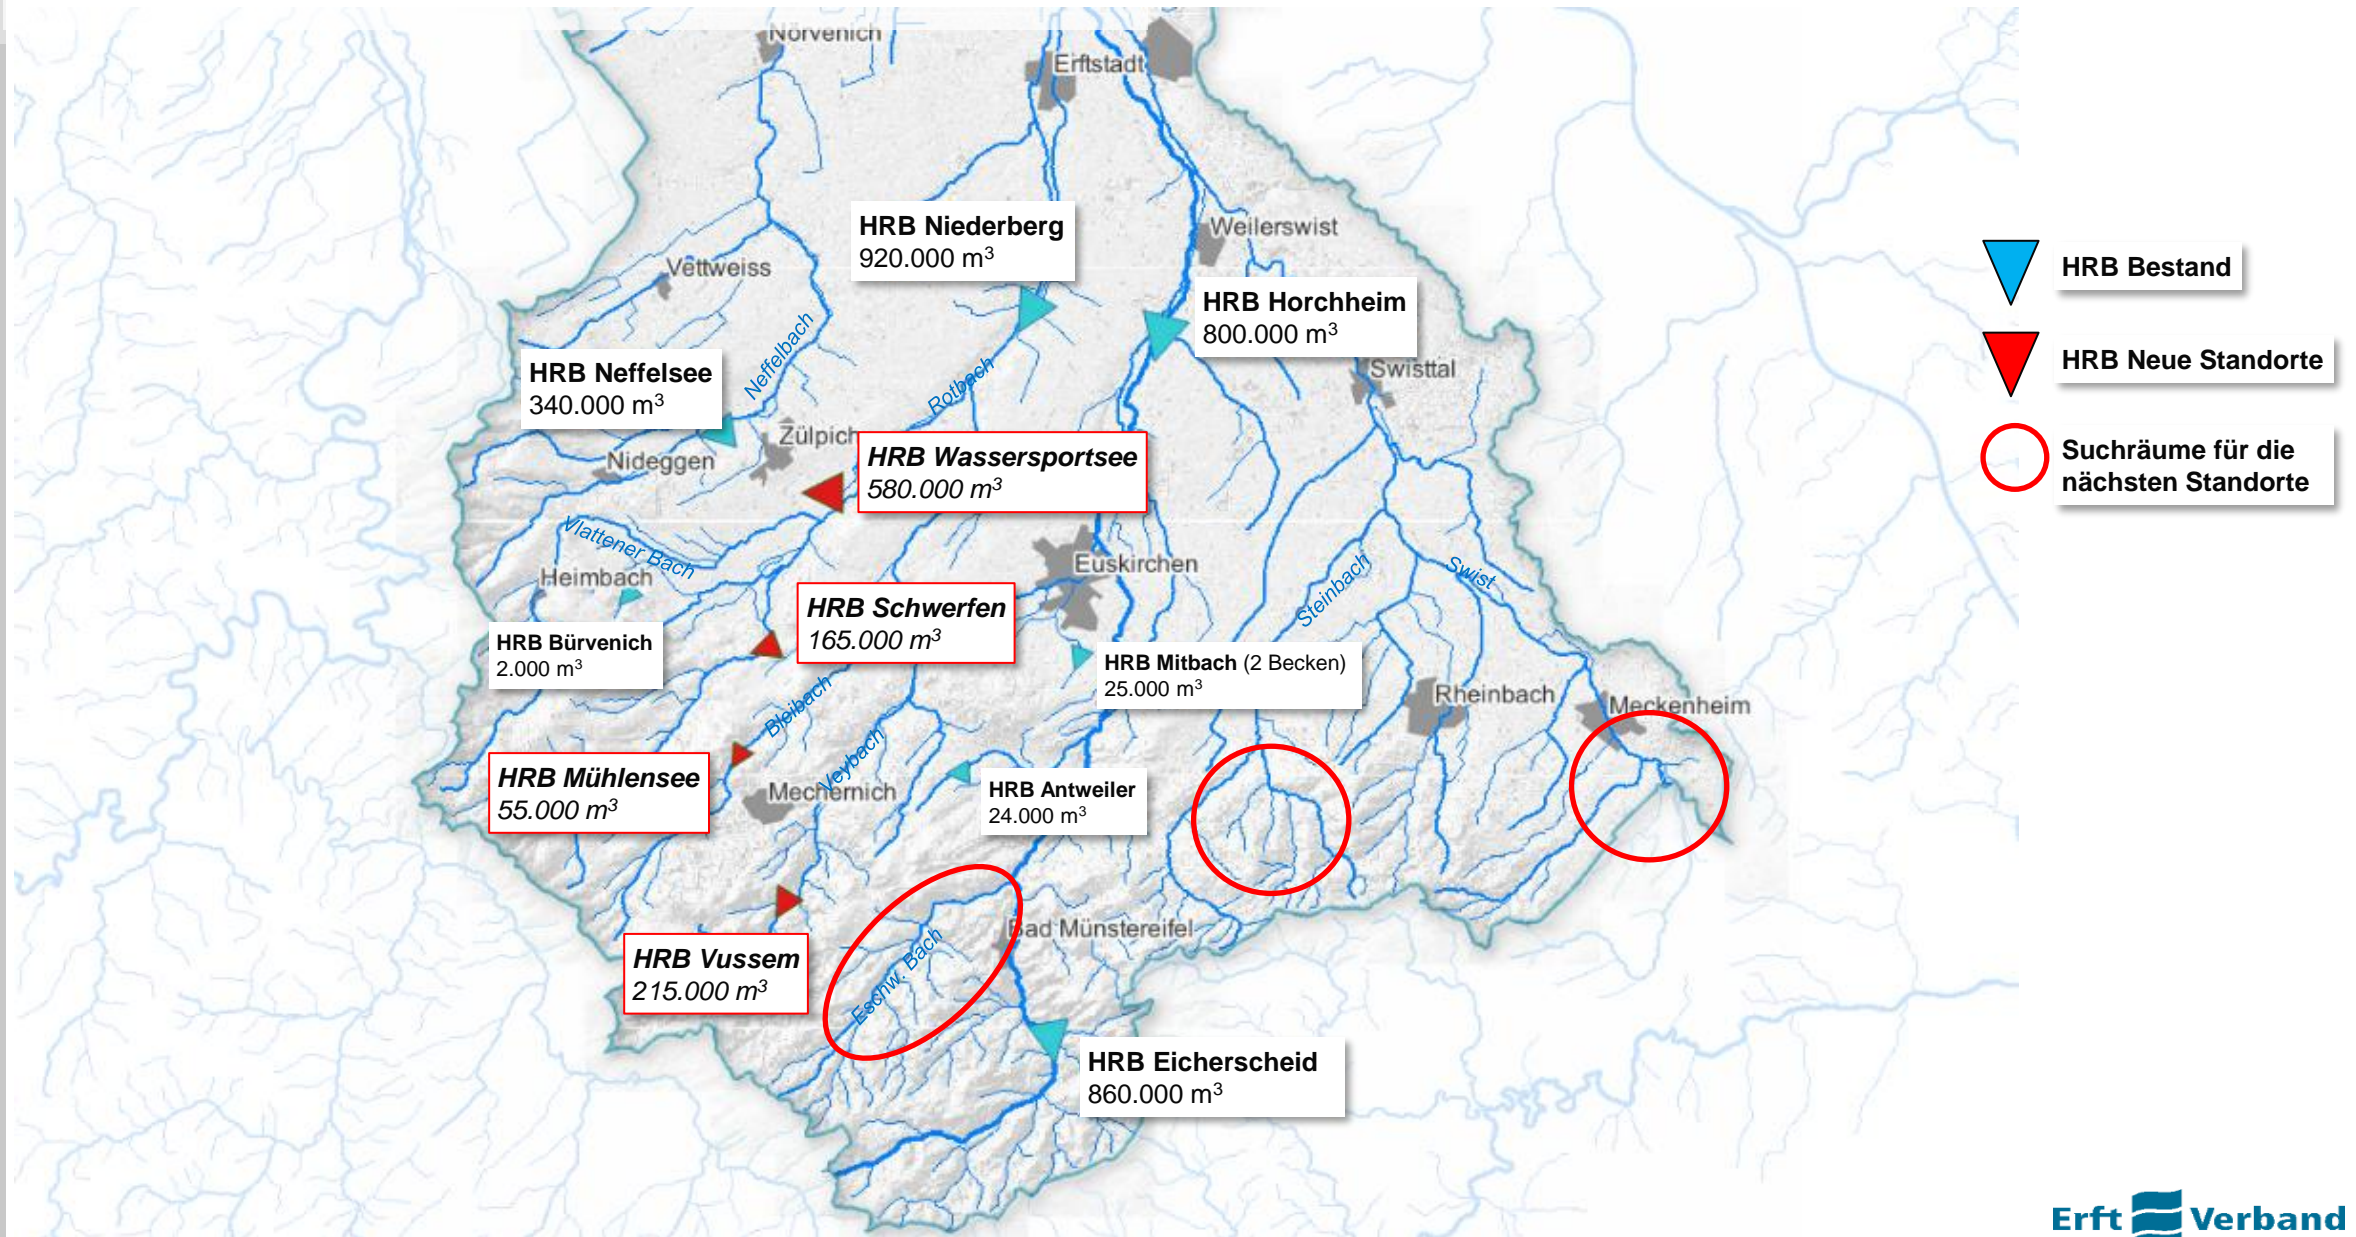 Nörvenich
Erftstadt
HRB Niederberg
920.000 m³
Weilerswist
Vettweiss
HRB Horchheim
800.000 m³
HRB Neffelsee
340.000 m³
Neffelbach
Rotbach
Swisttal
Zülpich
Nideggen
HRB Wassersportsee
580.000 m³
Vlattener Bach
Heimbach
Euskirchen
Steinbach
Swist
HRB Schwerfen
165.000 m³
HRB Bürvenich
2.000 m³
HRB Mitbach (2 Becken)
25.000 m³
Rheinbach
Meckenheim
Bleibach
Veybach
HRB Mühlensee
55.000 m³
Mechernich
HRB Antweiler
24.000 m³
Bad Münstereifel
Eschw. Bach
HRB Vussem
215.000 m³
HRB Eicherscheid
860.000 m³
HRB Bestand
HRB Neue Standorte
Suchräume für die
nächsten Standorte
Erft Verband